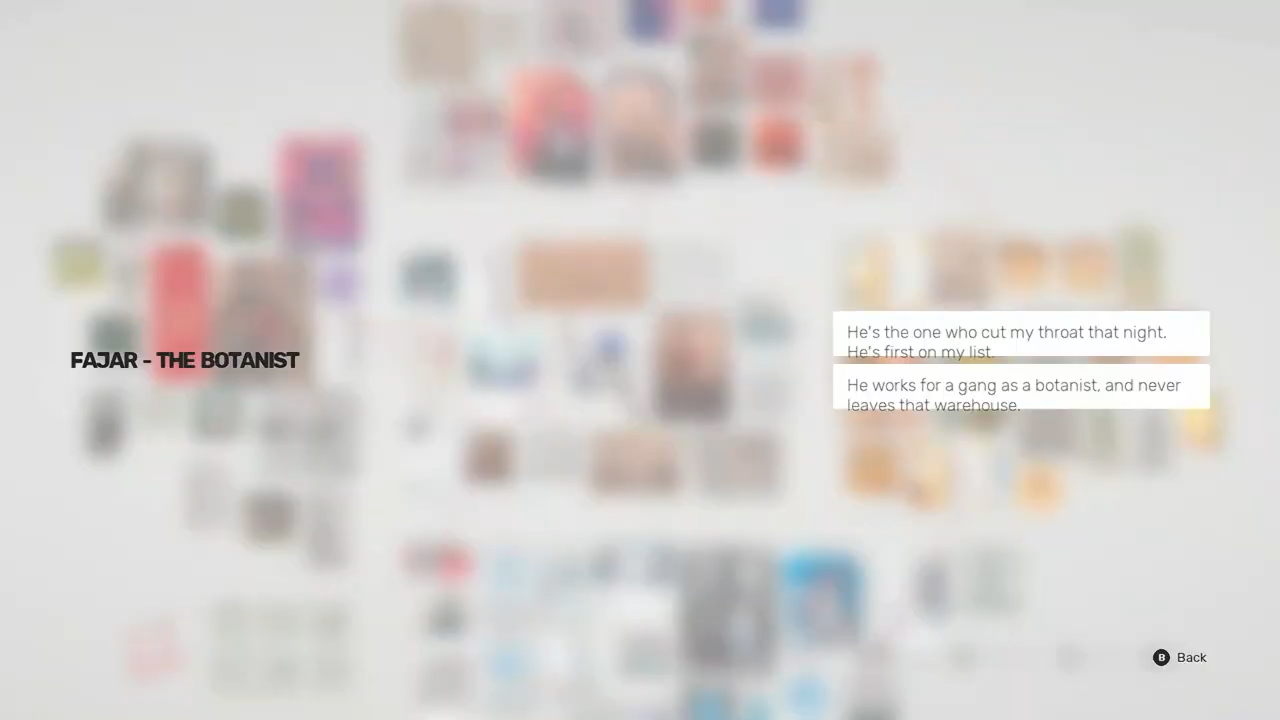 FAJAR - THE BOTANIST
He's the one who cut my throat that night.
He's first on my list.
He works for a gang as a botanist, and never
leaves that warehouse.
B Back